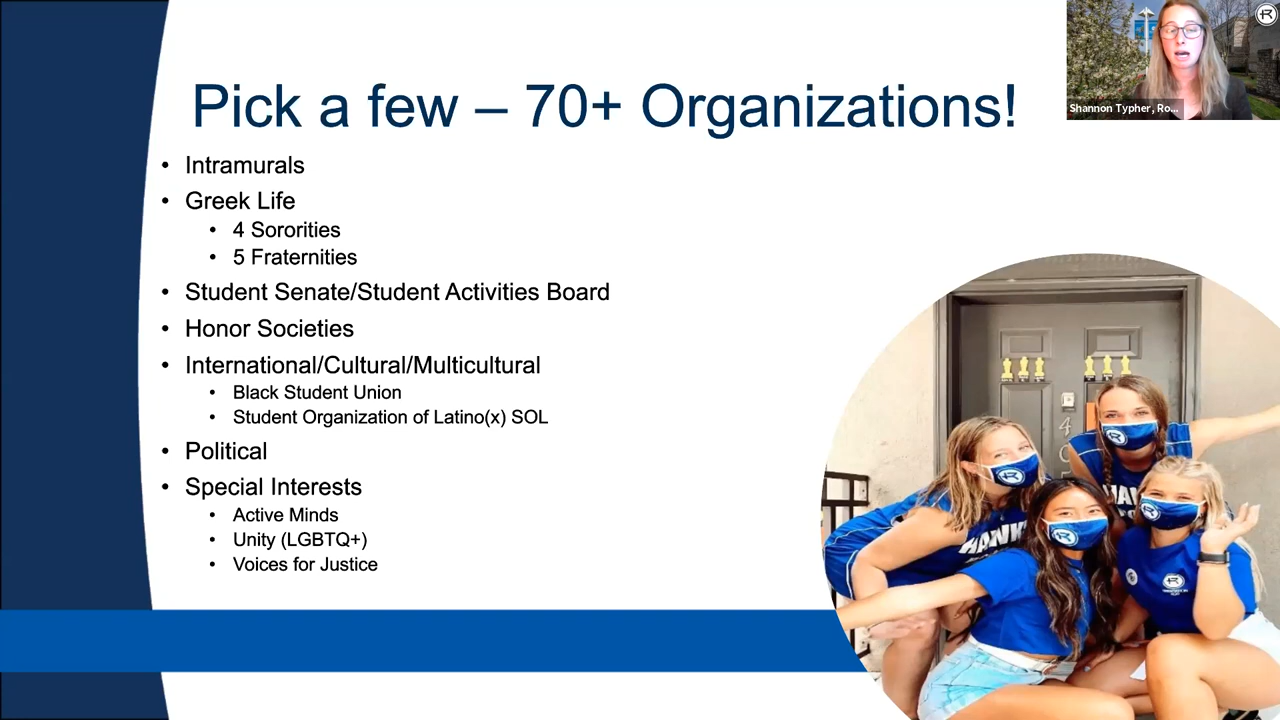 Pick a few – 70+ Organizations!
Shannon Typher, Ro...
• Intramurals
• Greek Life
• 4 Sororities
• 5 Fraternities
• Student Senate/Student Activities Board
• Honor Societies
• International/Cultural/Multicultural
• Black Student Union
• Student Organization of Latino(x) SOL
• Political
• Special Interests
• Active Minds
• Unity (LGBTQ+)
• Voices for Justice
R